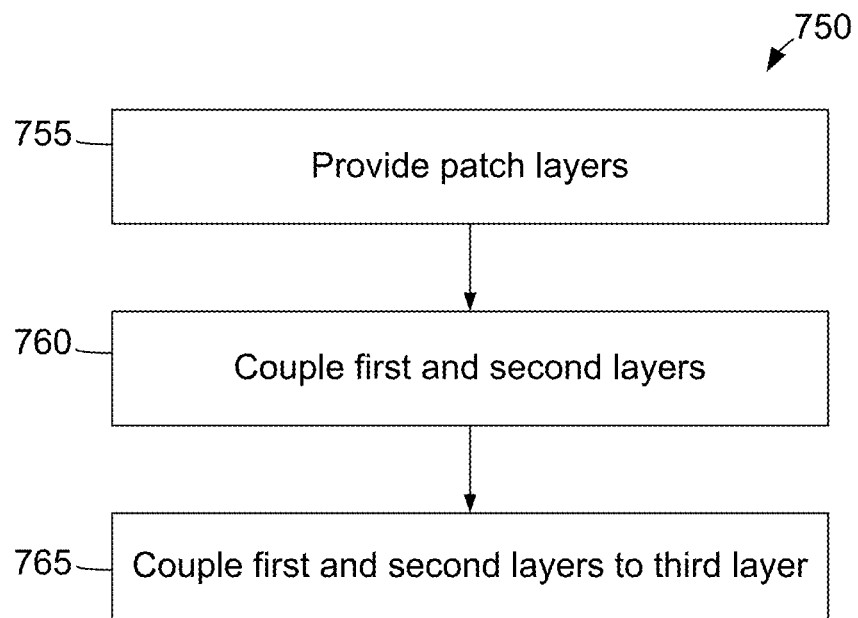 750
755
Provide patch layers
760
Couple first and second layers
765
Couple first and second layers to third layer